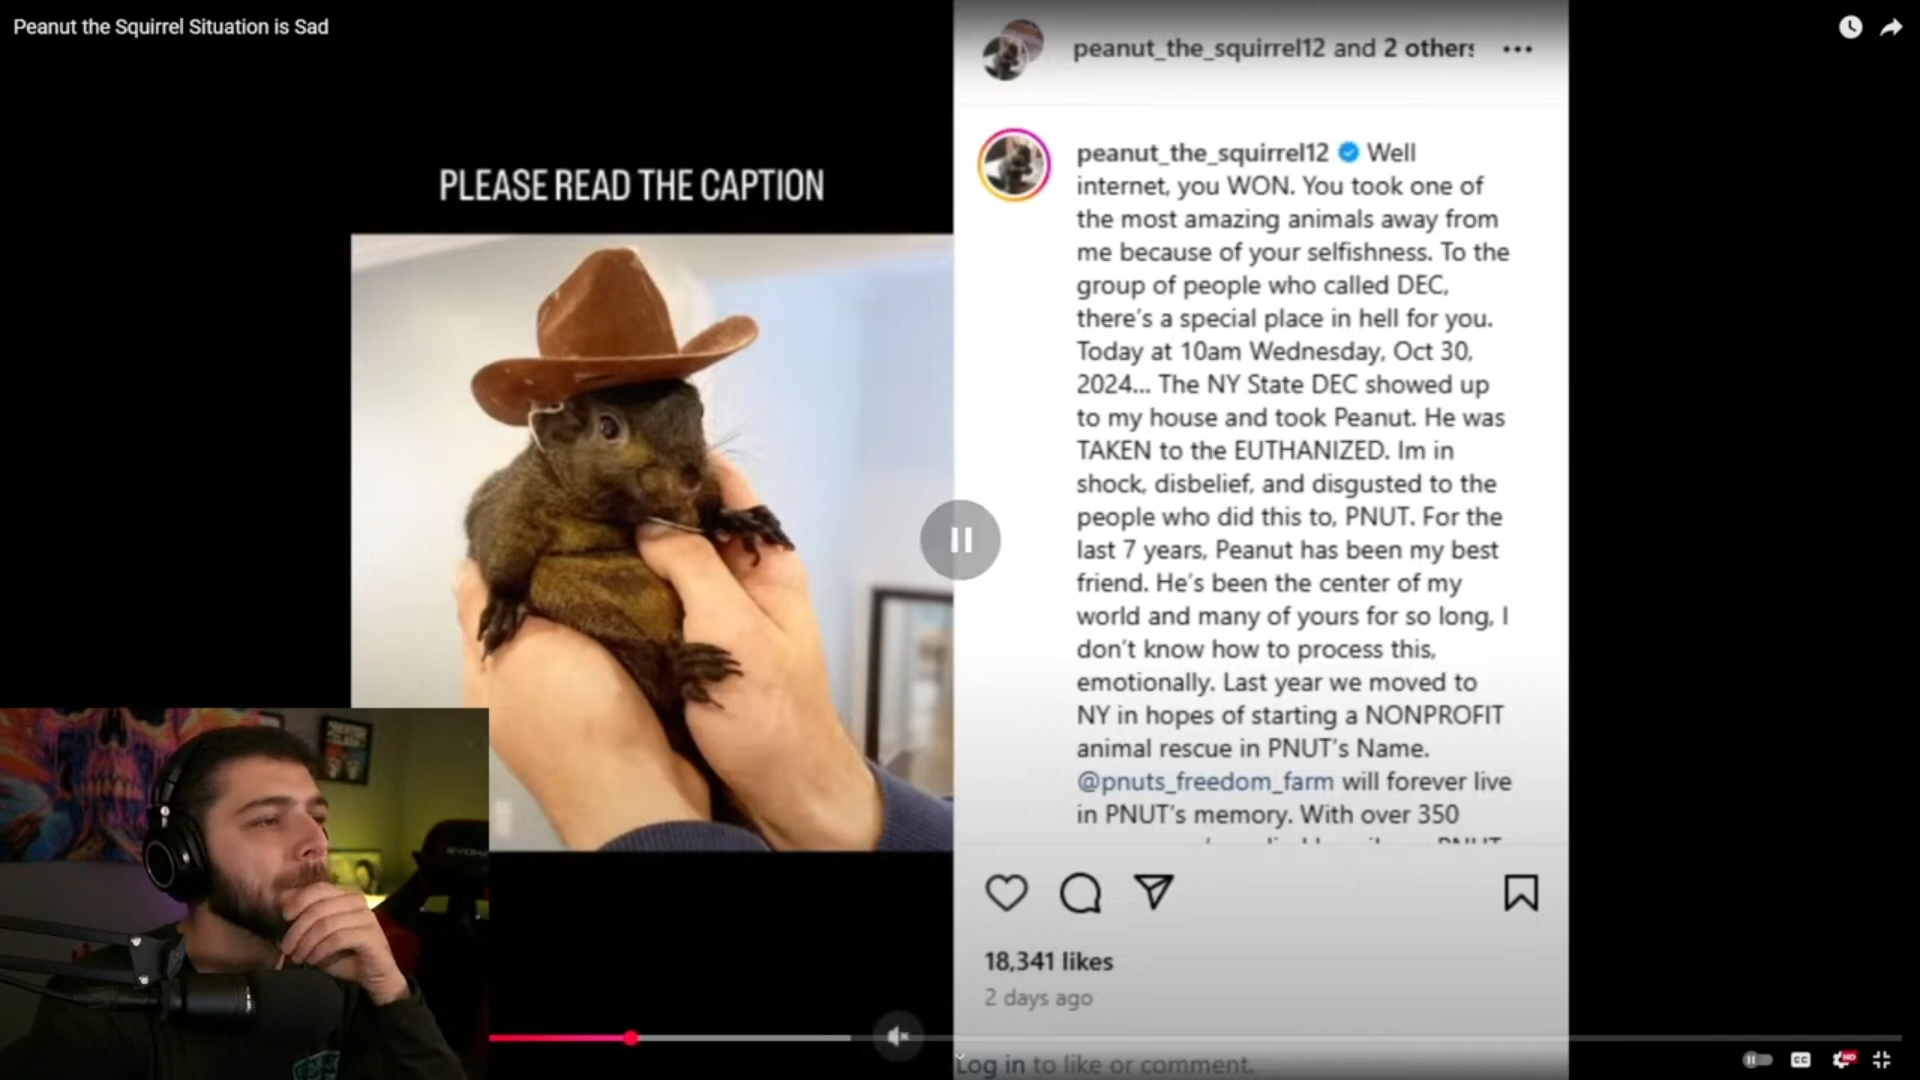 Peanut the Squirrel Situation is Sad
PLEASE READ THE CAPTION
peanut_the_squirrel12 and 2 others
peanut_the_squirrel12 Well
internet, you WON. You took one of
the most amazing animals away from
me because of your selfishness. To the
group of people who called DEC,
there's a special place in hell for you.
Today at 10am Wednesday, Oct 30,
2024... The NY State DEC showed up
to my house and took Peanut. He was
TAKEN to the EUTHANIZED. Im in
shock, disbelief, and disgusted to the
people who did this to, PNUT. For the
last 7 years, Peanut has been my best
friend. He's been the center of my
world and many of yours for so long, I
don't know how to process this,
emotionally. Last year we moved to
NY in hopes of starting a NONPROFIT
animal rescue in PNUT's Name.
@pnuts_freedom_farm will forever live
in PNUT's memory. With over 350
18,341 likes
2 days ago
Log in to like or comment.
CC
HD